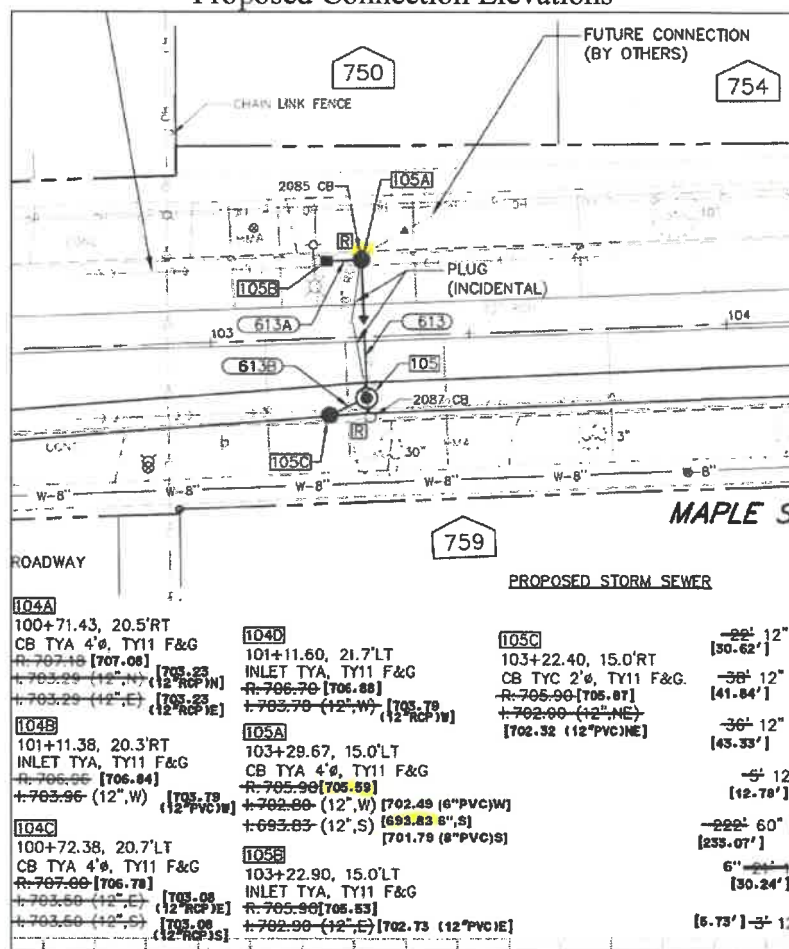 Proposed Connection Elevations
FUTURE CONNECTION
(BY OTHERS)
750
754
CHAIN LINK FENCE
2085 CB
105A
R
105B
PLUG
(INCIDENTAL)
613A
613
103
104
613B
105
2087 CB
R
105C
30"
3"
W-8"
W-8"
W-8"
W-8"
W-8"
-8"
MAPLE S
759
ROADWAY
PROPOSED STORM SEWER
104A
100+71.43, 20.5'RT
CB TYA 4'ø, TY11 F&G
R: 707.18 [707.08]
I: 703.29 (12",N) [703.23 (12"RCP)N]
I: 703.29 (12",E) [703.23 (12"RCP)E]
104B
101+11.38, 20.3'RT
INLET TYA, TY11 F&G
R: 706.96 [706.84]
I: 703.96 (12",W) [703.79 (12"PVC)W]
104C
100+72.38, 20.7'LT
CB TYA 4'ø, TY11 F&G
R: 707.00 [706.78]
I: 703.50 (12",E) [703.08 (12"RCP)E]
I: 703.50 (12",S) [703.08 (12"RCP)S]
104D
101+11.60, 21.7'LT
INLET TYA, TY11 F&G
R: 706.70 [706.88]
I: 703.70 (12",W) [703.79 (12"RCP)W]
105A
103+29.67, 15.0'LT
CB TYA 4'ø, TY11 F&G
R: 705.90 [705.59]
I: 702.80 (12",W) [702.49 (6"PVC)W]
I: 693.83 (12",S) [693.83 6",S]
[701.79 (8"PVC)S]
105B
103+22.90, 15.0'LT
INLET TYA, TY11 F&G
R: 705.90 [705.53]
I: 702.90 (12",E) [702.73 (12"PVC)E]
105C
103+22.40, 15.0'RT
CB TYC 2'ø, TY11 F&G.
R: 705.90 [705.87]
I: 702.00 (12",NE)
[702.32 (12"PVC)NE]
22' 12"
[30.62']
38' 12"
[41.84']
36' 12"
[43.33']
5' 12
[12.78']
222' 60"
[233.07']
6" 21'
[30.24']
[5.73'] 3' 12